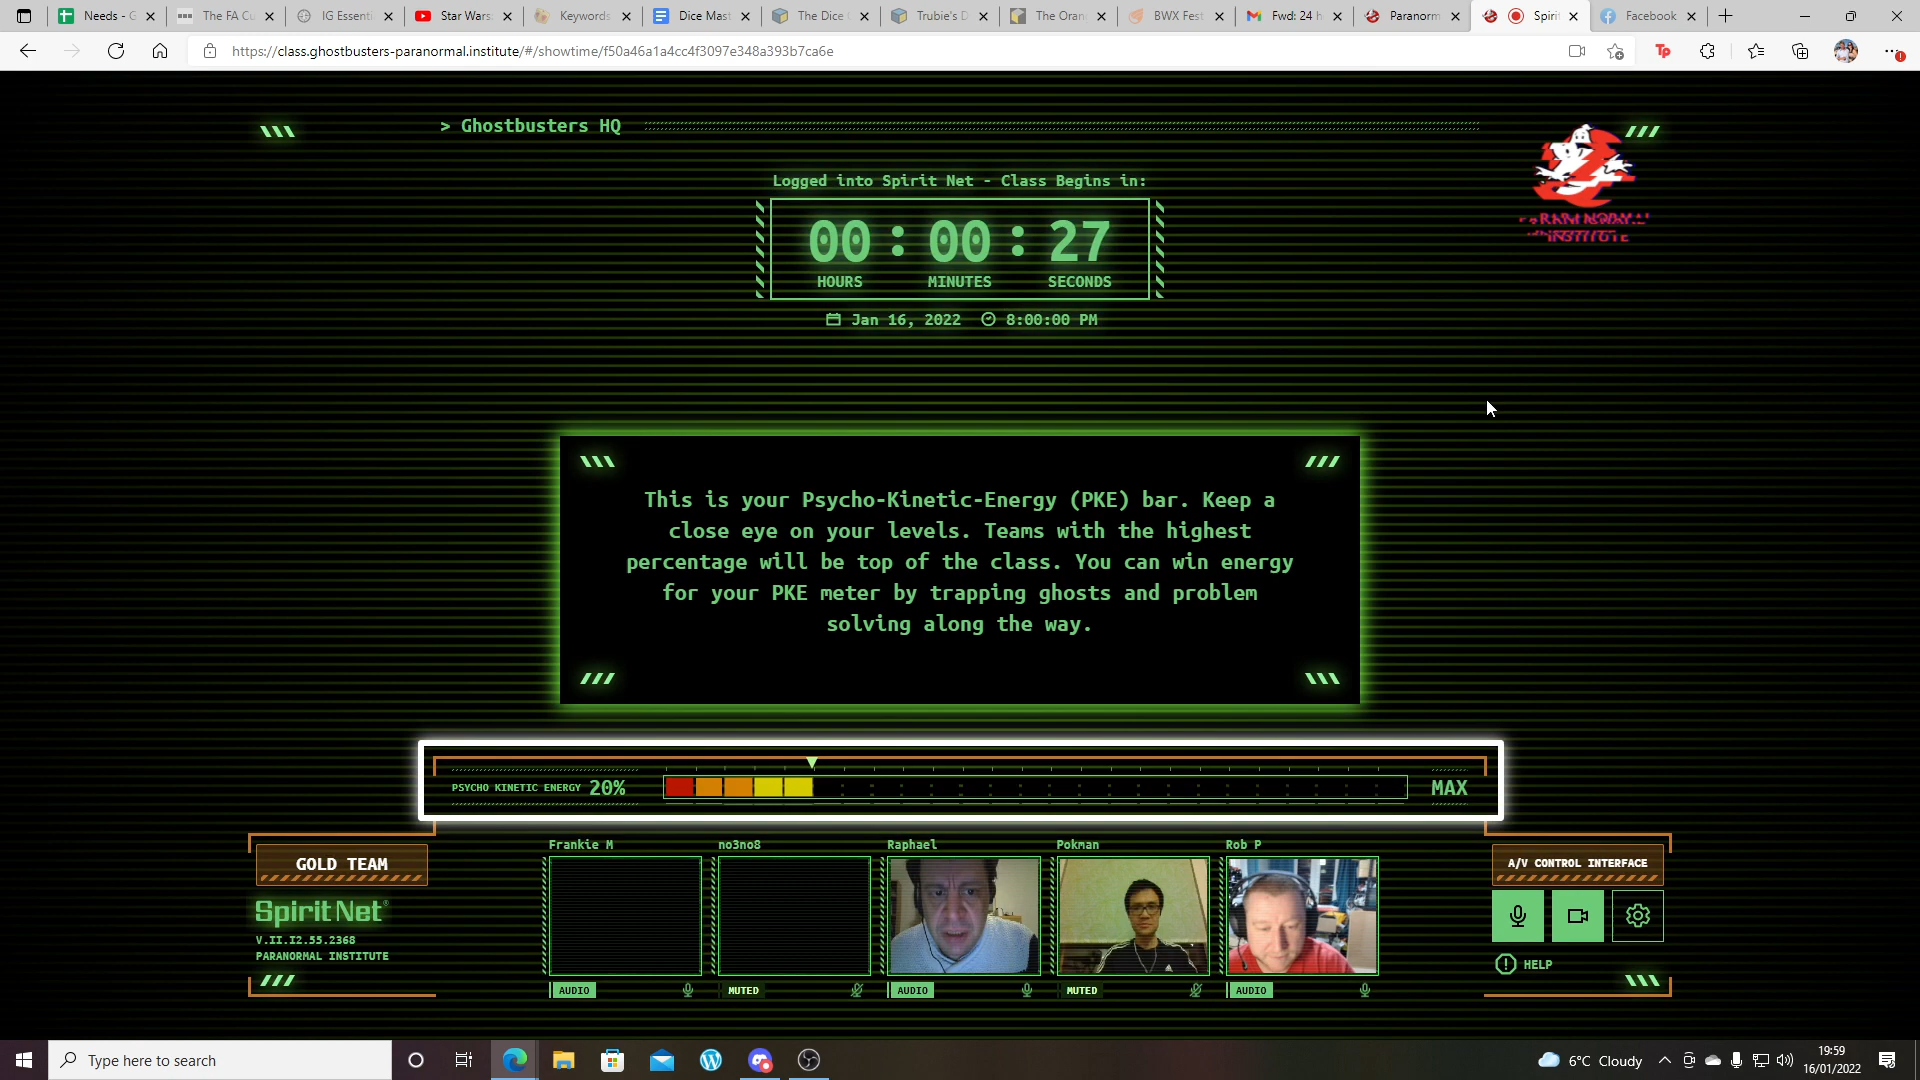 Needs - G
The FA Cu
IG Essenti
Star Wars:
Keywords
Dice Mast
The Dice
Trubie's D
The Oran
BWX Fest
Fwd: 24 h
Paranorm
Spirit
Facebook
https://class.ghostbusters-paranormal.institute/#/showtime/f50a46a1a4cc4f3097e348a393b7ca6e
Tp
> Ghostbusters HQ
PARANORMAL
INSTITUTE
Logged into Spirit Net - Class Begins in:
00 : 00 : 27
HOURS MINUTES SECONDS
Jan 16, 2022 8:00:00 PM
This is your Psycho-Kinetic-Energy (PKE) bar. Keep a
close eye on your levels. Teams with the highest
percentage will be top of the class. You can win energy
for your PKE meter by trapping ghosts and problem
solving along the way.
PSYCHO KINETIC ENERGY 20% MAX
GOLD TEAM
Spirit Net®
V.II.I2.55.2368
PARANORMAL INSTITUTE
Frankie M no3no8 Raphael Pokman Rob P
AUDIO MUTED AUDIO MUTED AUDIO
A/V CONTROL INTERFACE
HELP
Type here to search
6°C Cloudy
19:59
16/01/2022